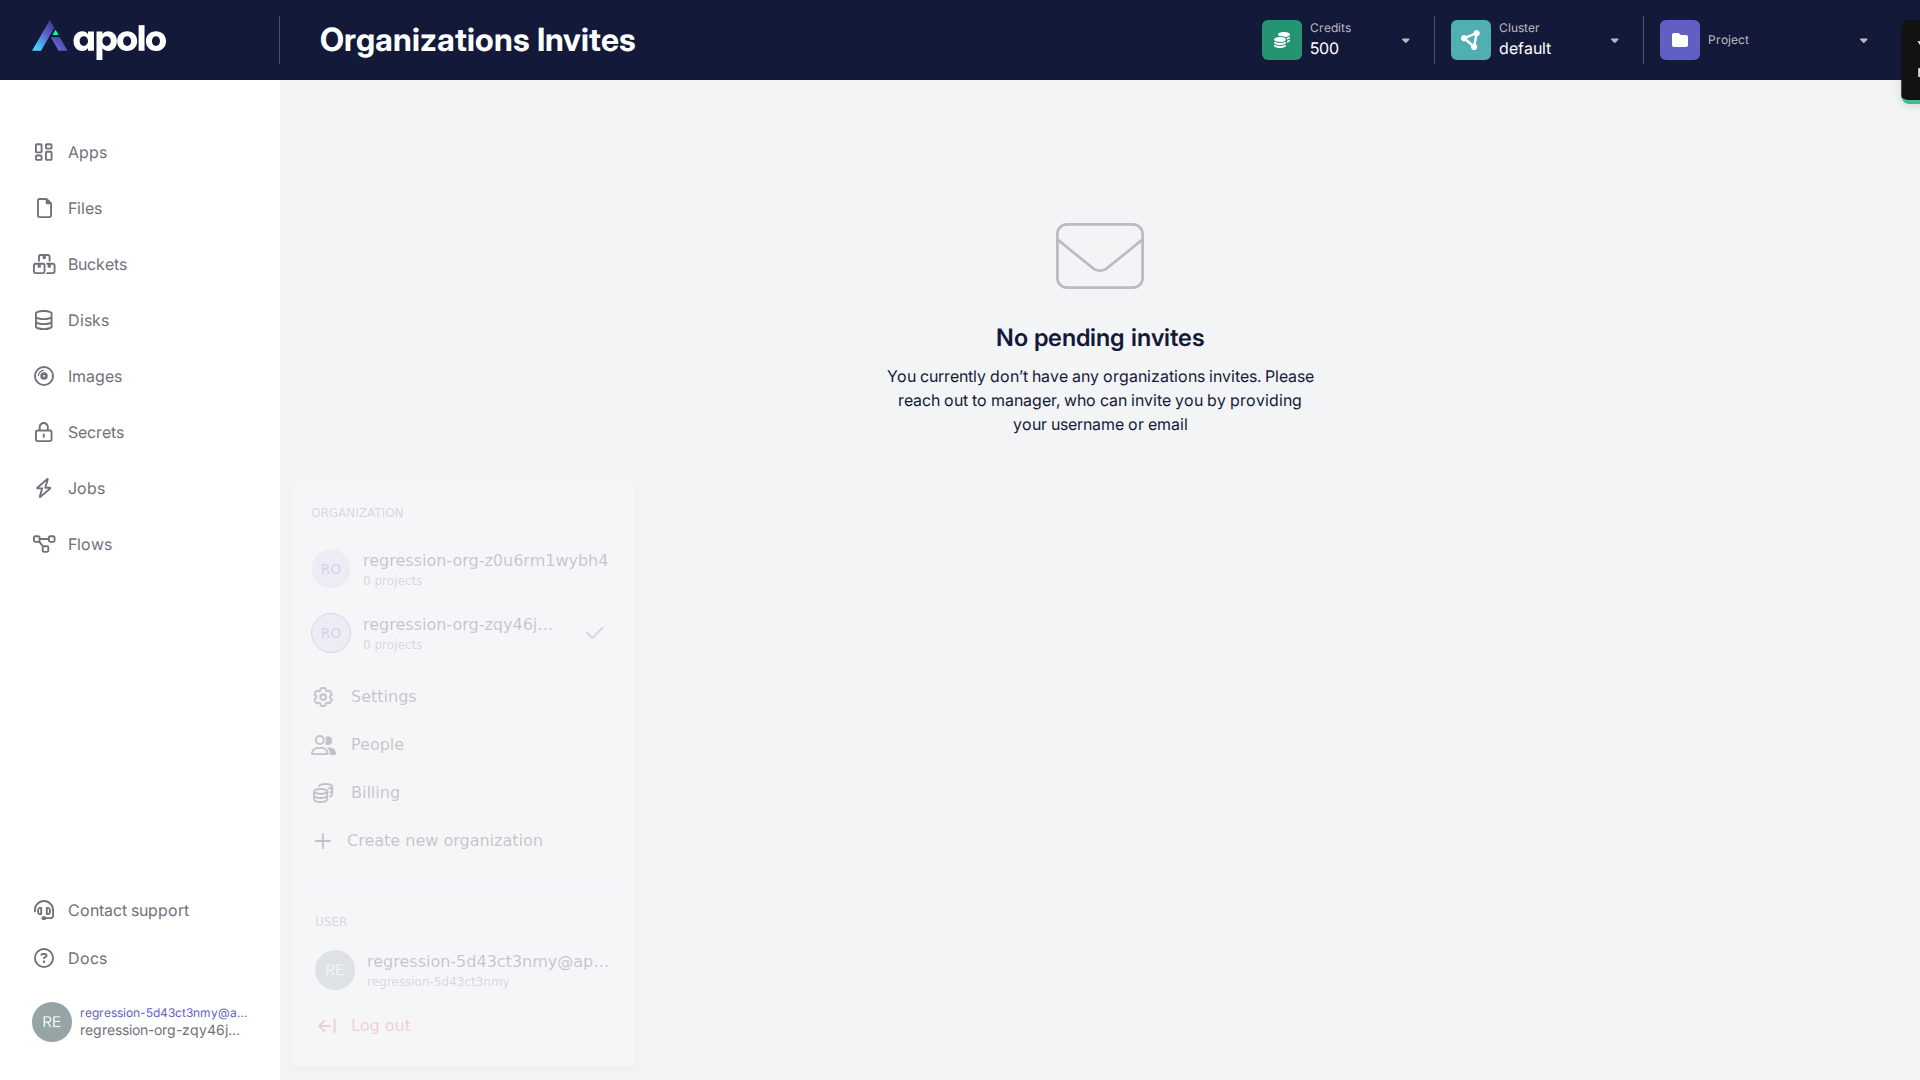 apolo
Organizations Invites
Credits
500
Cluster
default
Project
Apps
Files
Buckets
Disks
Images
Secrets
Jobs
Flows
No pending invites
You currently don’t have any organizations invites. Please
reach out to manager, who can invite you by providing
your username or email
ORGANIZATION
RO
regression-org-z0u6rm1wybh4
0 projects
RO
regression-org-zqy46j...
0 projects
Settings
People
Billing
Create new organization
USER
RE
regression-5d43ct3nmy@ap...
regression-5d43ct3nmy
Log out
Contact support
Docs
RE
regression-5d43ct3nmy@a...
regression-org-zqy46j...